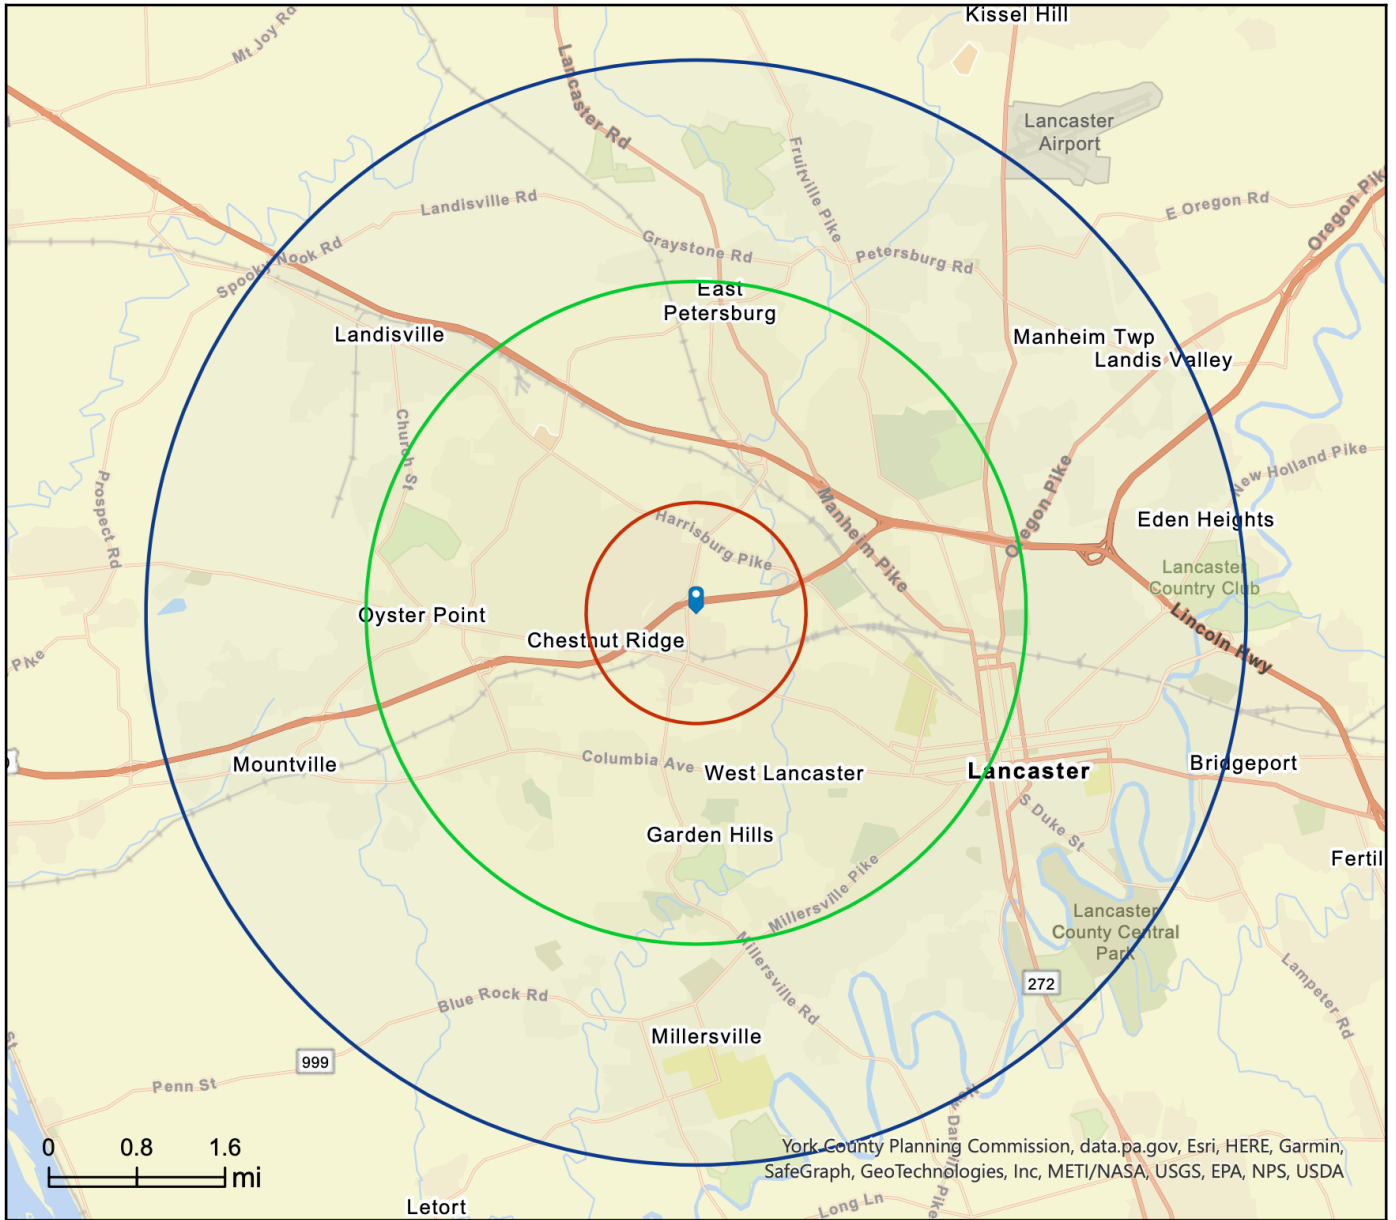 Kissel Hill
Mt Joy Rd
Lancaster Rd
Lancaster
Airport
Fruitville Pike
Landisville Rd
E Oregon Rd
Oregon Pike
Graystone Rd
Petersburg Rd
Spooky Nook Rd
East
Petersburg
Landisville
Manheim Twp
Landis Valley
Church St
Prospect Rd
New Holland Pike
Manheim Pike
Oregon Pike
Harrisburg Pike
Eden Heights
Lancaster
Country Club
Oyster Point
Chestnut Ridge
Lincoln Hwy
Pike
Mountville
Columbia Ave
West Lancaster
Lancaster
Bridgeport
S Duke St
Garden Hills
Fertil
Millersville Pike
Lancaster
County Central
Park
Millersville Rd
Lampeter Rd
272
Blue Rock Rd
Millersville
999
St
Penn St
0 0.8 1.6
mi
York County Planning Commission, data.pa.gov, Esri, HERE, Garmin,
SafeGraph, GeoTechnologies, Inc, METI/NASA, USGS, EPA, NPS, USDA
Letort
Long Ln